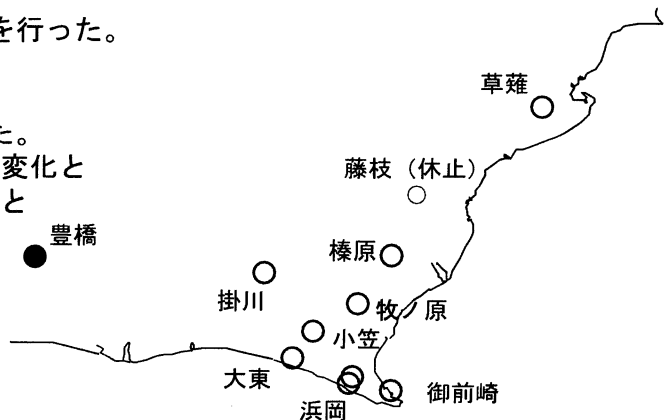 を行った。
た。
変化と
と
草薙
藤枝（休止）
豊橋
榛原
掛川
牧ノ原
小笠
大東
御前崎
浜岡